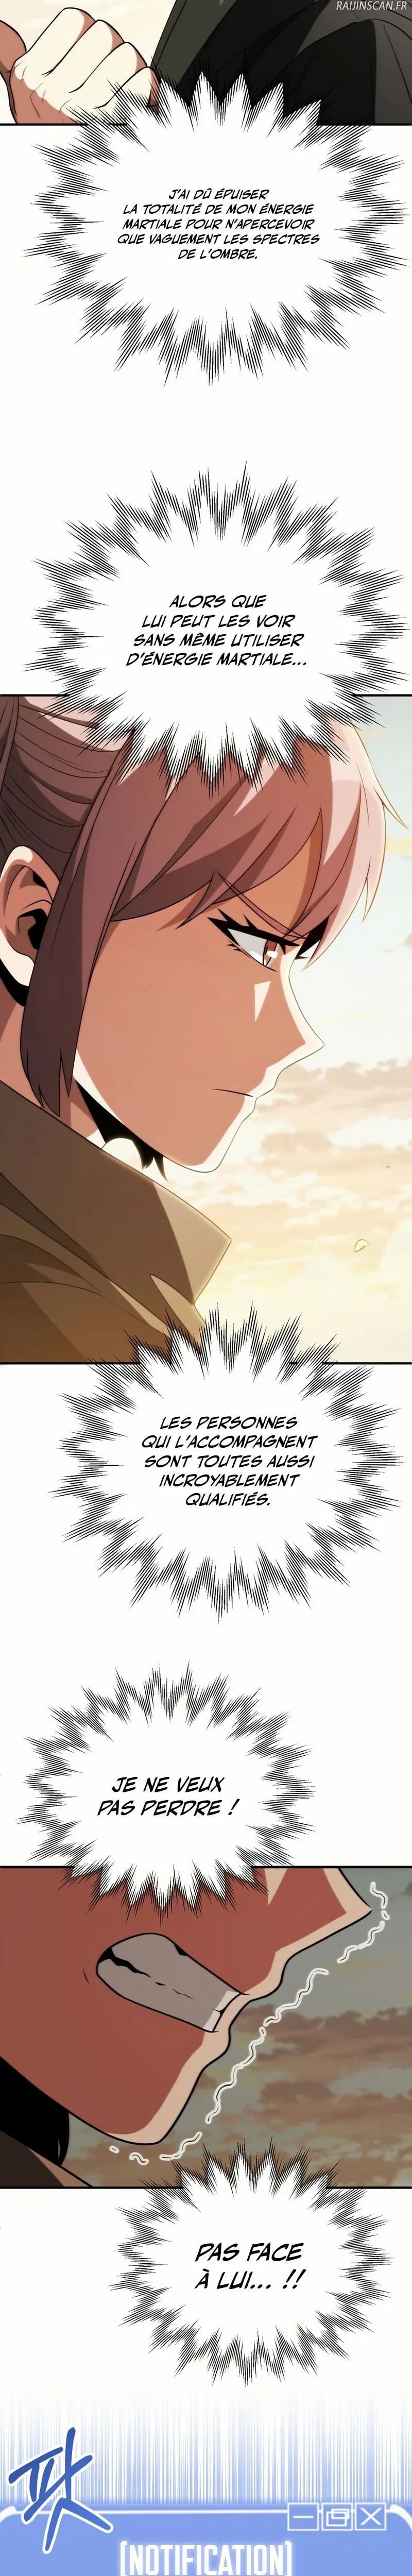 RAIJINSCAN.FR
J'AI DÛ ÉPUISER
LA TOTALITÉ DE MON ÉNERGIE
MARTIALE POUR N'APERCEVOIR
QUE VAGUEMENT LES SPECTRES
DE L'OMBRE.
ALORS QUE
LUI PEUT LES VOIR
SANS MÊME UTILISER
D'ÉNERGIE MARTIALE...
LES PERSONNES
QUI L'ACCOMPAGNENT
SONT TOUTES AUSSI
INCROYABLEMENT
QUALIFIÉS.
JE NE VEUX
PAS PERDRE !
PAS FACE
À LUI... !!
[NOTIFICATION]